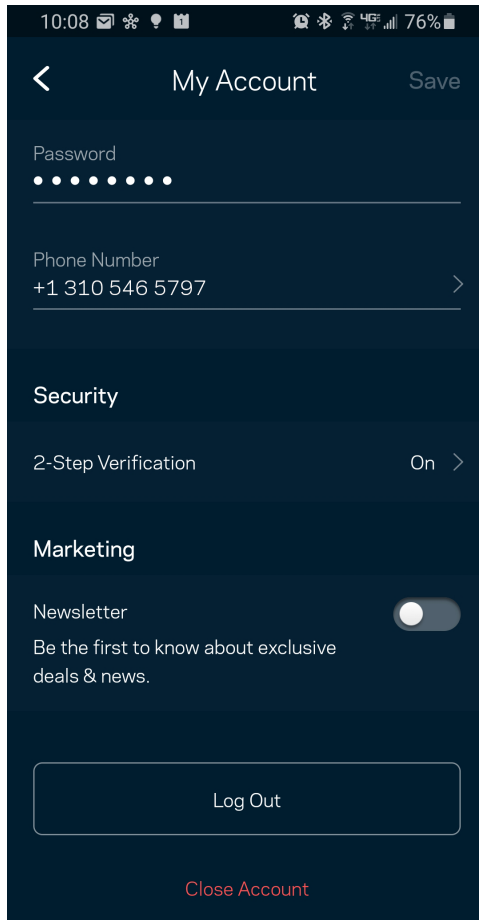 10:08 76%
My Account Save
Password
Phone Number
+1 310 546 5797
Security
2-Step Verification On
Marketing
Newsletter
Be the first to know about exclusive
deals & news.
Log Out
Close Account